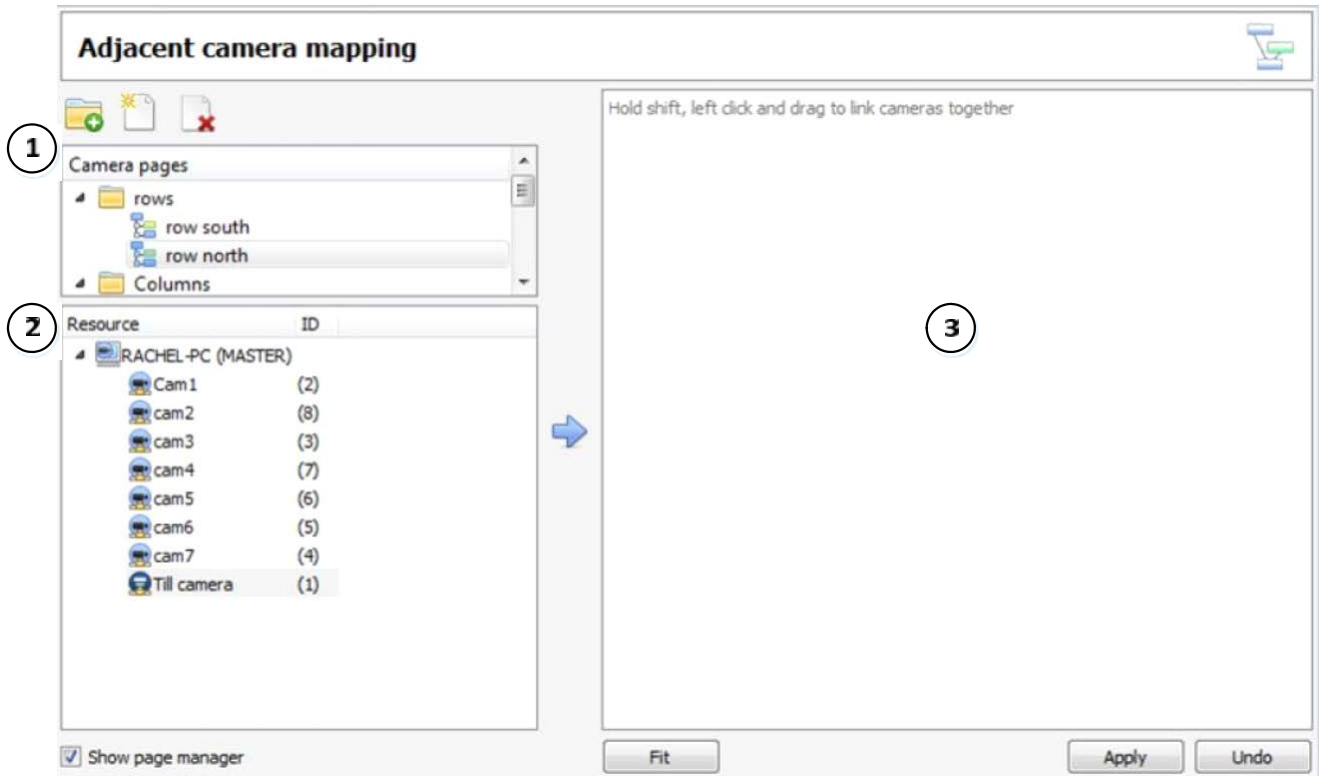 Adjacent camera mapping
Hold shift, left click and drag to link cameras together
1
Camera pages
rows
row south
row north
Columns
2
Resource ID
RACHEL-PC (MASTER)
Cam1 (2)
cam2 (8)
cam3 (3)
cam4 (7)
cam5 (6)
cam6 (5)
cam7 (4)
Till camera (1)
3
Show page manager
Fit
Apply
Undo